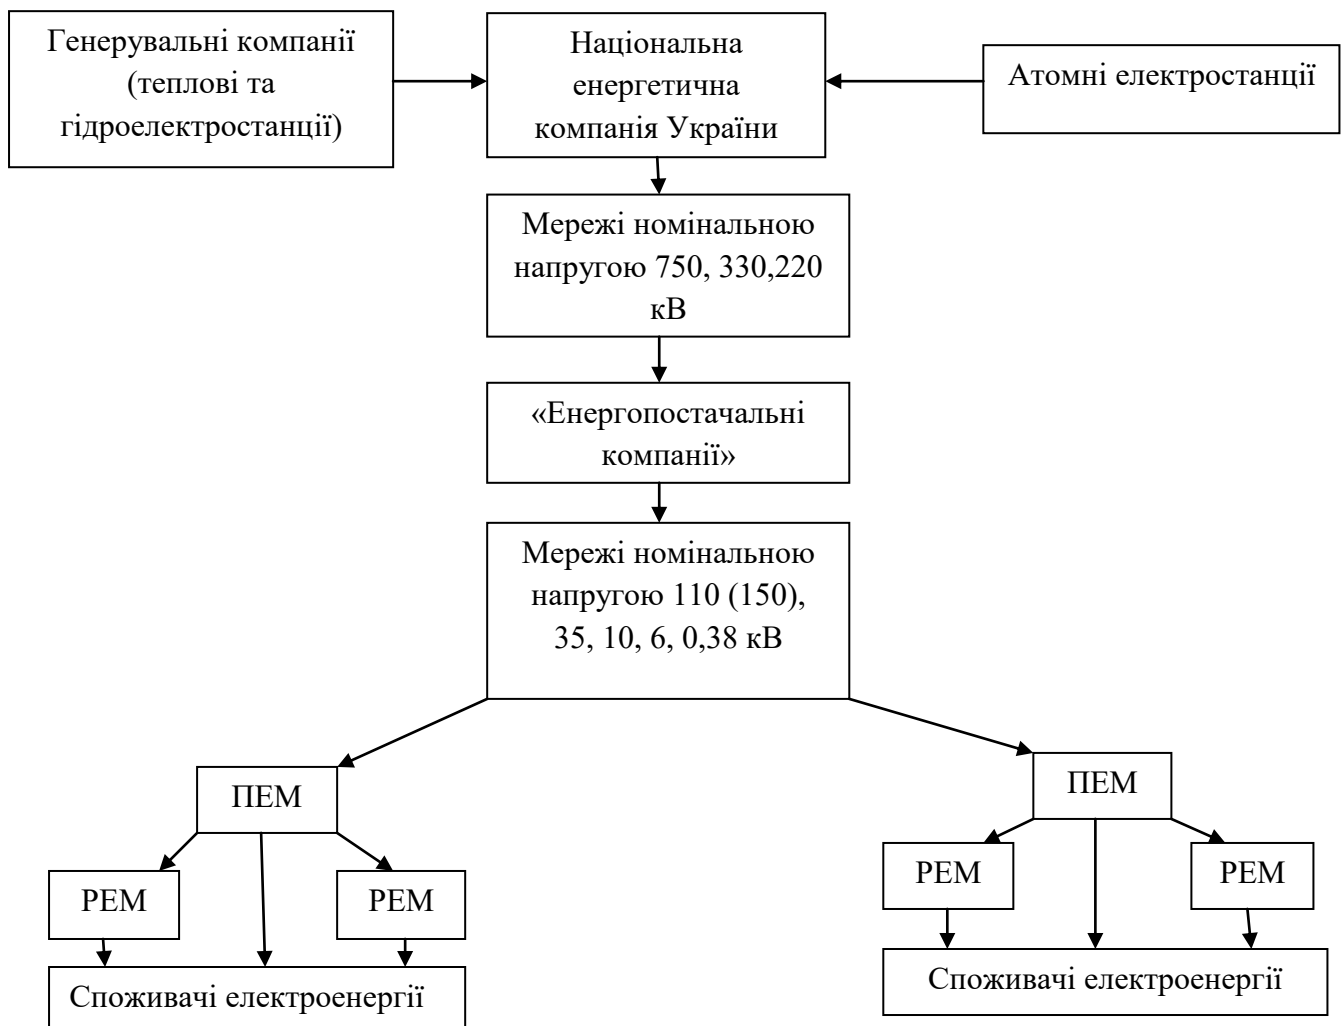 Генерувальні компанії
(теплові та
гідроелектростанції)
Національна
енергетична
компанія України
Атомні електростанції
Мережі номінальною
напругою 750, 330,220
кВ
«Енергопостачальні
компанії»
Мережі номінальною
напругою 110 (150),
35, 10, 6, 0,38 кВ
ПЕМ
ПЕМ
РЕМ
РЕМ
РЕМ
РЕМ
Споживачі електроенергії
Споживачі електроенергії